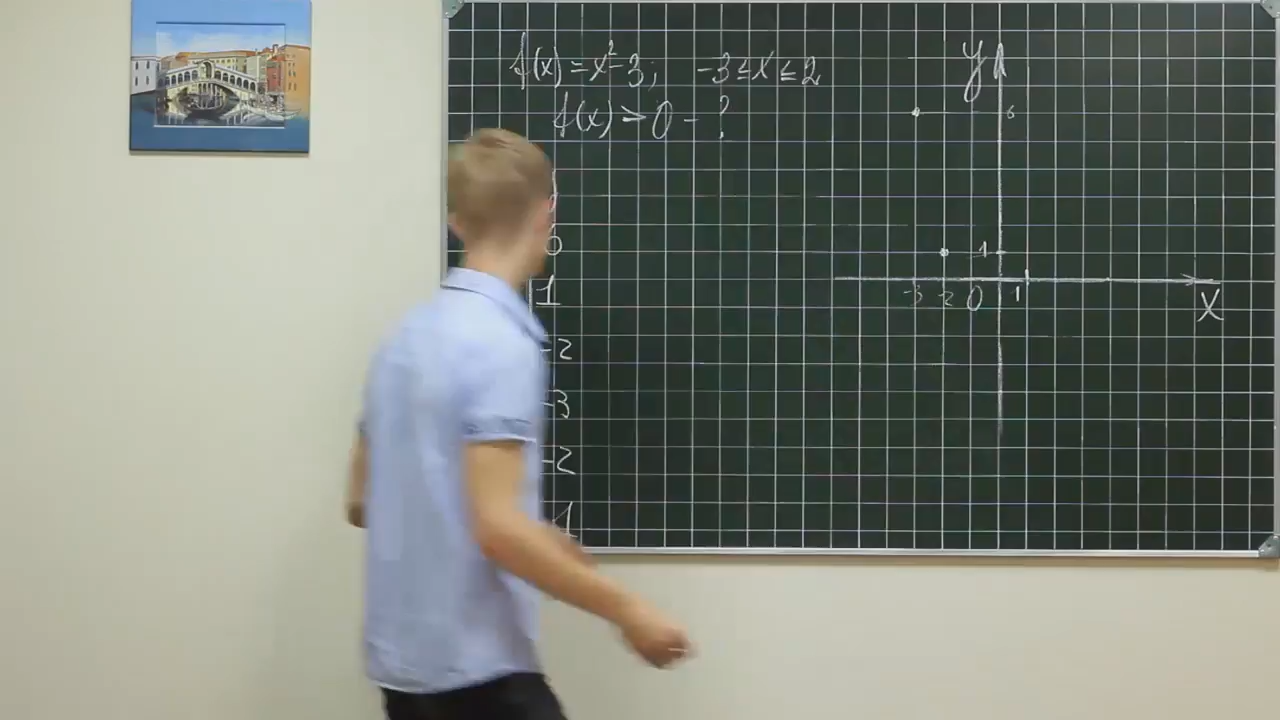 f(x) = x² - 3; -3 ≤ x ≤ 2
f(x) > 0 - ?
y
6
0
1
1
-3 -2 0 1
x
-2
-3
-2
1